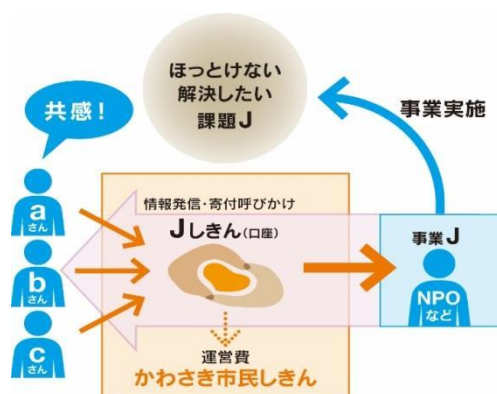 ほっとけない
解決したい
課題J
共感！
事業実施
aさん
bさん
cさん
情報発信・寄付呼びかけ
Jしきん(口座)
運営費
かわさき市民しきん
事業J
NPO
など